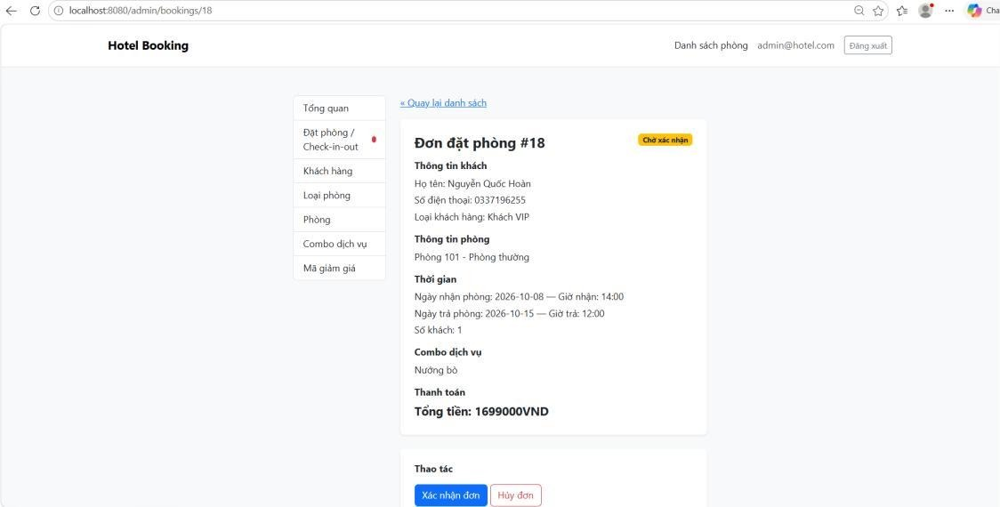 localhost:8080/admin/bookings/18
Cha
Hotel Booking
Danh sách phòng admin@hotel.com Đăng xuất
Tổng quan
Đặt phòng /
Check-in-out
Khách hàng
Loại phòng
Phòng
Combo dịch vụ
Mã giảm giá
« Quay lại danh sách
Đơn đặt phòng #18
Chờ xác nhận
Thông tin khách
Họ tên: Nguyễn Quốc Hoàn
Số điện thoại: 0337196255
Loại khách hàng: Khách VIP
Thông tin phòng
Phòng 101 - Phòng thường
Thời gian
Ngày nhận phòng: 2026-10-08 — Giờ nhận: 14:00
Ngày trả phòng: 2026-10-15 — Giờ trả: 12:00
Số khách: 1
Combo dịch vụ
Nướng bò
Thanh toán
Tổng tiền: 1699000VND
Thao tác
Xác nhận đơn Hủy đơn